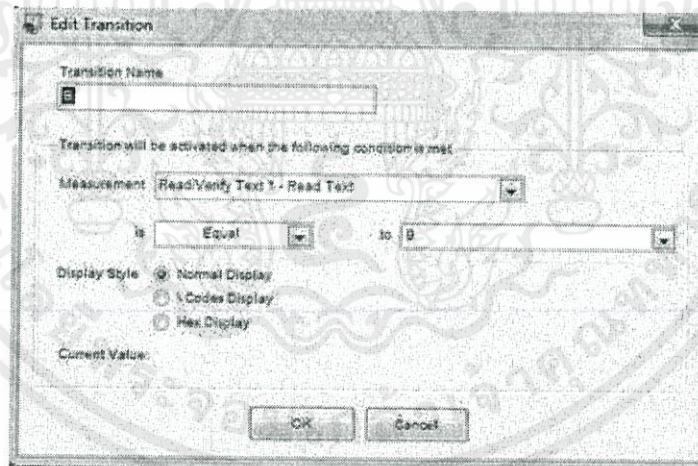 Edit Transition
Transition Name
Transition will be activated when the following condition is met
Measurement Read/Verify Text 1 - Read Text
is Equal to
Display Style Normal Display
\ Codes Display
Hex Display
Current Value:
OK Cancel